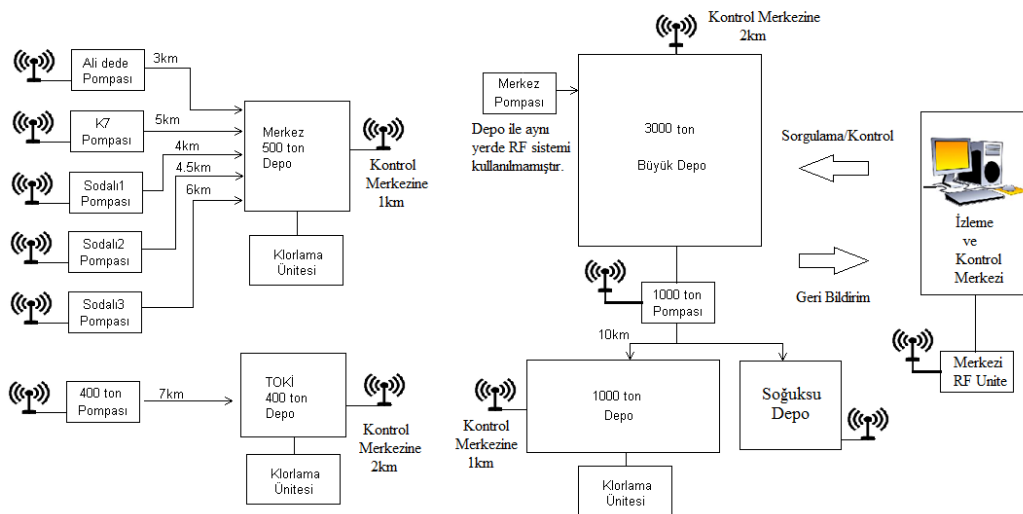 Ali dede
Pompası
3km
K7
Pompası
5km
Sodalı1
Pompası
4km
Sodalı2
Pompası
4.5km
Sodalı3
Pompası
6km
Merkez
500 ton
Depo
Kontrol
Merkezine
1km
Klorlama
Ünitesi
400 ton
Pompası
7km
TOKİ
400 ton
Depo
Kontrol
Merkezine
2km
Klorlama
Ünitesi
Kontrol Merkezine
2km
Merkez
Pompası
Depo ile aynı
yerde RF sistemi
kullanılmamıştır.
3000 ton
Büyük Depo
1000 ton
Pompası
10km
1000 ton
Depo
Kontrol
Merkezine
1km
Klorlama
Ünitesi
Soğuksu
Depo
Sorgulama/Kontrol
Geri Bildirim
İzleme
ve
Kontrol
Merkezi
Merkezi
RF Unite